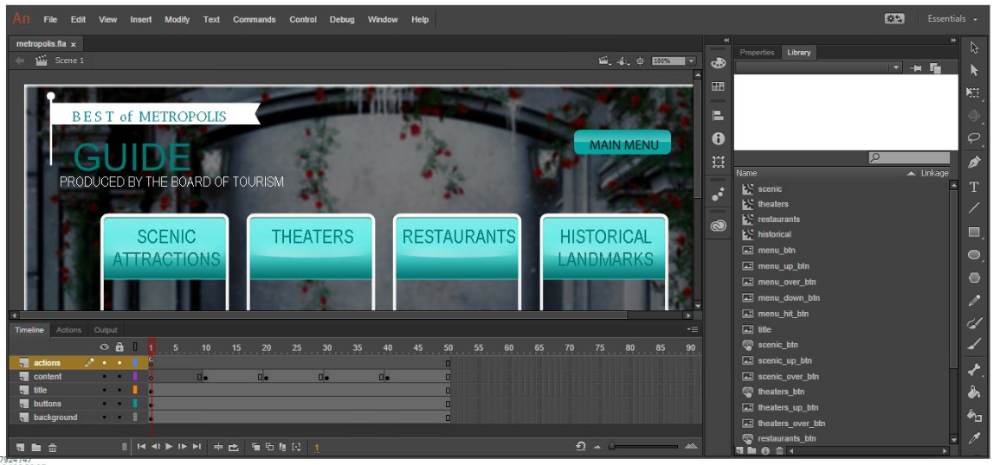 An File Edit View Insert Modify Text Commands Control Debug Window Help Essentials
metropolis.fla x
Scene 1 100%
BEST of METROPOLIS
GUIDE
PRODUCED BY THE BOARD OF TOURISM
MAIN MENU
SCENIC ATTRACTIONS
THEATERS
RESTAURANTS
HISTORICAL LANDMARKS
Timeline Actions Output
1 5 10 15 20 25 30 35 40 45 50 55 60 65 70 75 80 85 90
actions
content
title
buttons
background
1
Properties Library
Name Linkage
scenic
theaters
restaurants
historical
menu_btn
menu_up_btn
menu_over_btn
menu_down_btn
menu_hit_btn
title
scenic_btn
scenic_up_btn
scenic_over_btn
theaters_btn
theaters_up_btn
theaters_over_btn
restaurants_btn
T
7924747